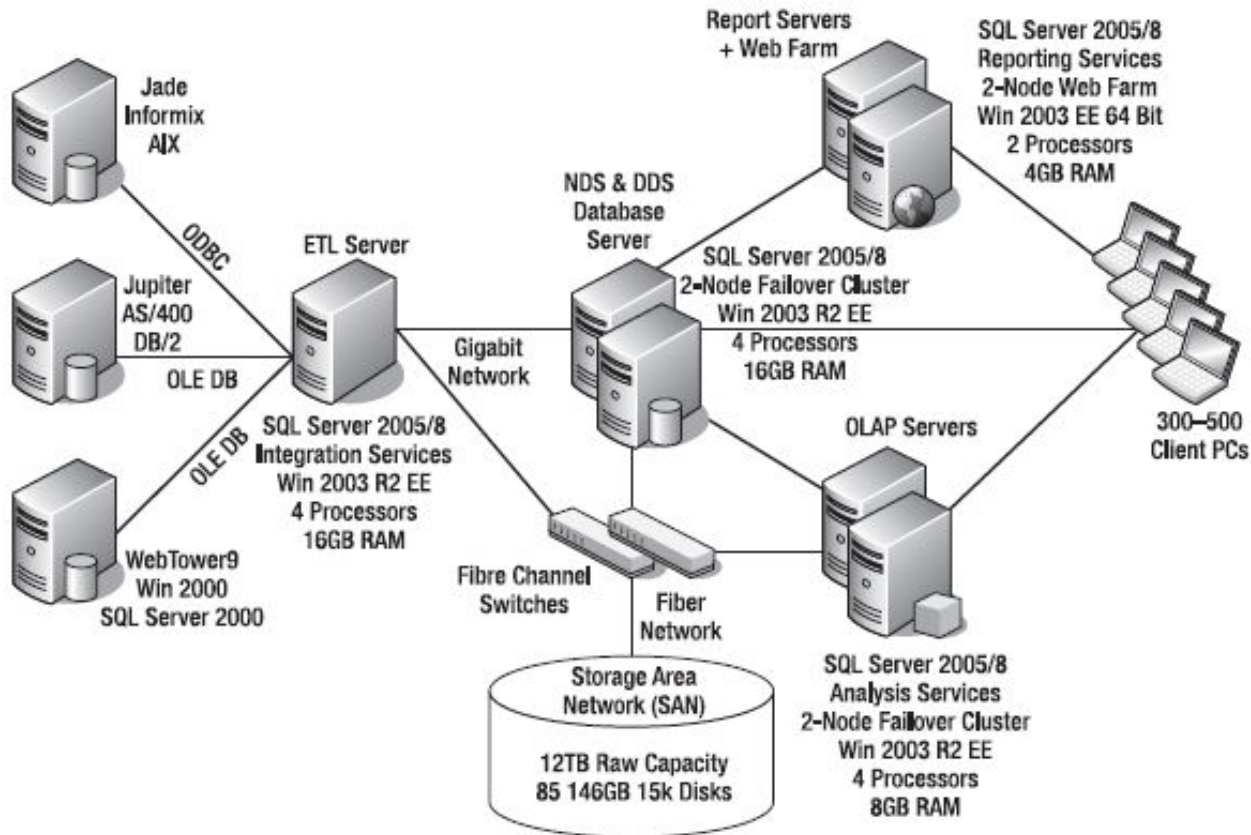 Jade
Informix
AIX
ODBC
Jupiter
AS/400
DB/2
OLE DB
OLE DB
WebTower9
Win 2000
SQL Server 2000
ETL Server
SQL Server 2005/8
Integration Services
Win 2003 R2 EE
4 Processors
16GB RAM
Gigabit
Network
NDS & DDS
Database
Server
SQL Server 2005/8
2-Node Failover Cluster
Win 2003 R2 EE
4 Processors
16GB RAM
Report Servers
+ Web Farm
SQL Server 2005/8
Reporting Services
2-Node Web Farm
Win 2003 EE 64 Bit
2 Processors
4GB RAM
300–500
Client PCs
OLAP Servers
SQL Server 2005/8
Analysis Services
2-Node Failover Cluster
Win 2003 R2 EE
4 Processors
8GB RAM
Fibre Channel
Switches
Fiber
Network
Storage Area
Network (SAN)
12TB Raw Capacity
85 146GB 15k Disks